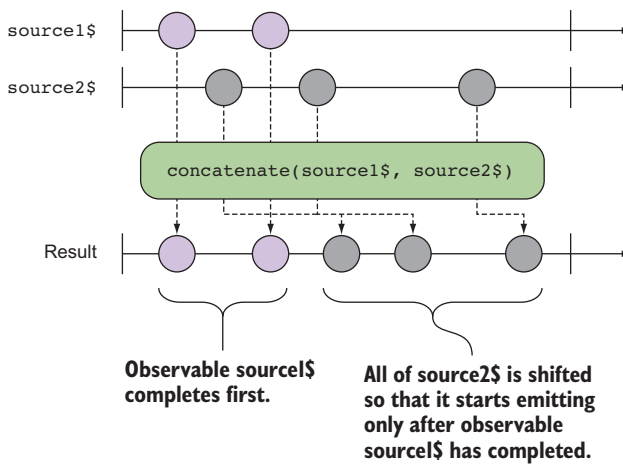 source1$
source2$
concatenate(source1$, source2$)
Result
Observable source1$
completes first.
All of source2$ is shifted
so that it starts emitting
only after observable
source1$ has completed.